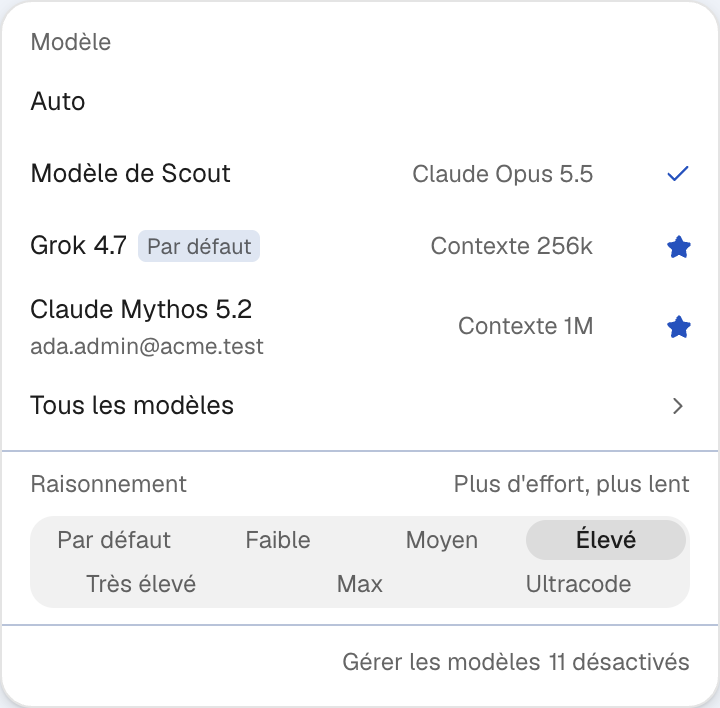 Modèle
Auto
Modèle de Scout Claude Opus 5.5
Grok 4.7 Par défaut Contexte 256k
Claude Mythos 5.2 Contexte 1M
ada.admin@acme.test
Tous les modèles
Raisonnement Plus d'effort, plus lent
Par défaut Faible Moyen Élevé
Très élevé Max Ultracode
Gérer les modèles 11 désactivés